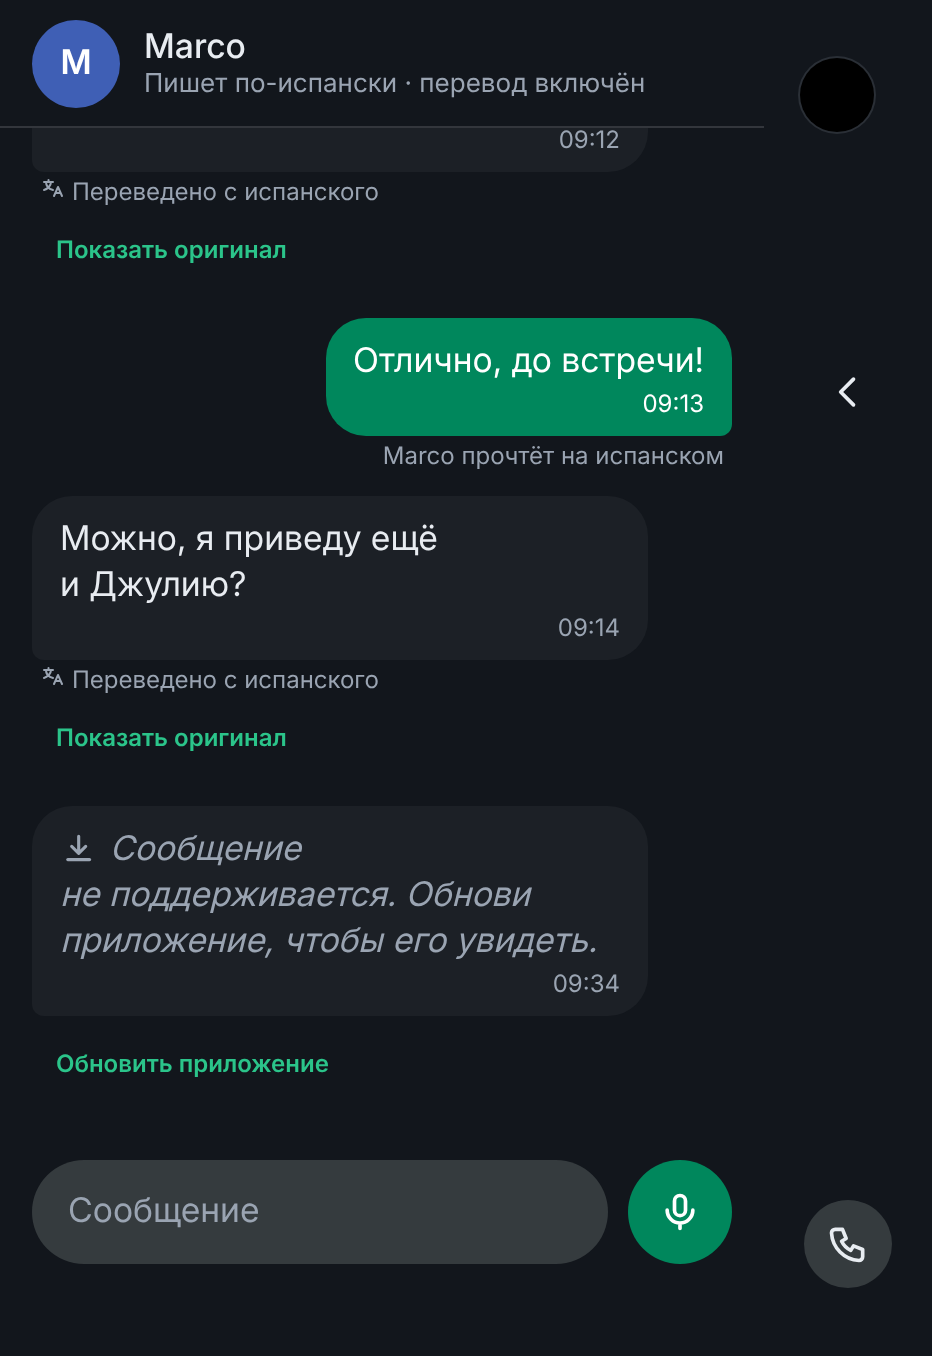 M
Marco
Пишет по-испански · перевод включён
09:12
Переведено с испанского
Показать оригинал
Отлично, до встречи!
09:13
Marco прочтёт на испанском
Можно, я приведу ещё
и Джулию?
09:14
Переведено с испанского
Показать оригинал
Сообщение
не поддерживается. Обнови
приложение, чтобы его увидеть.
09:34
Обновить приложение
Сообщение